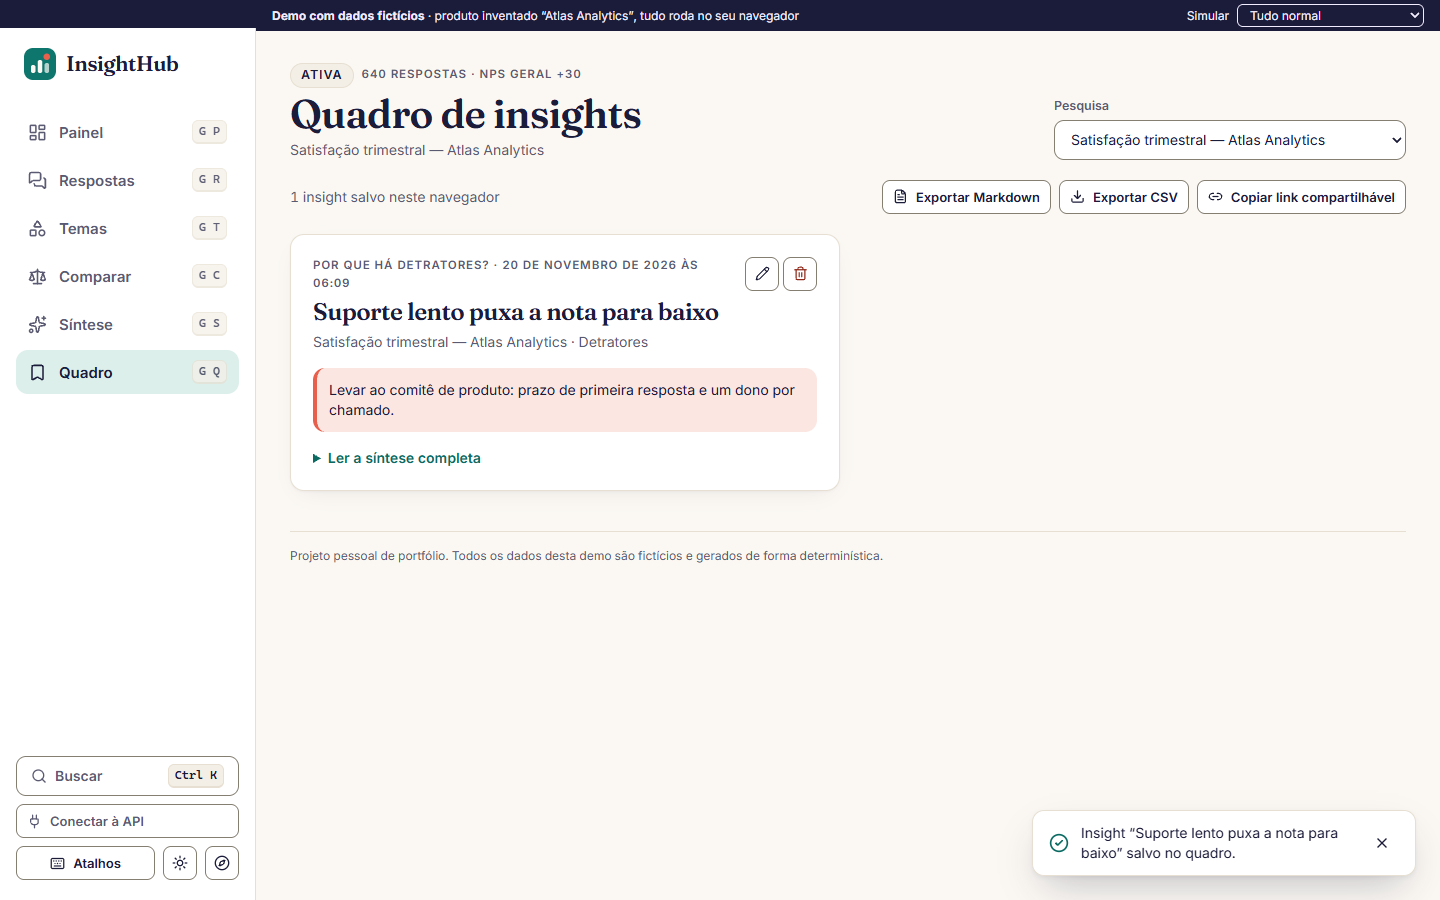 Demo com dados fictícios · produto inventado “Atlas Analytics”, tudo roda no seu navegador
Simular
Tudo normal
InsightHub
Painel
G P
Respostas
G R
Temas
G T
Comparar
G C
Síntese
G S
Quadro
G Q
Buscar
Ctrl K
Conectar à API
Atalhos
ATIVA
640 RESPOSTAS · NPS GERAL +30
Quadro de insights
Satisfação trimestral — Atlas Analytics
Pesquisa
Satisfação trimestral — Atlas Analytics
1 insight salvo neste navegador
Exportar Markdown
Exportar CSV
Copiar link compartilhável
POR QUE HÁ DETRATORES? · 20 DE NOVEMBRO DE 2026 ÀS
06:09
Suporte lento puxa a nota para baixo
Satisfação trimestral — Atlas Analytics · Detratores
Levar ao comitê de produto: prazo de primeira resposta e um dono por
chamado.
Ler a síntese completa
Projeto pessoal de portfólio. Todos os dados desta demo são fictícios e gerados de forma determinística.
Insight “Suporte lento puxa a nota para
baixo” salvo no quadro.